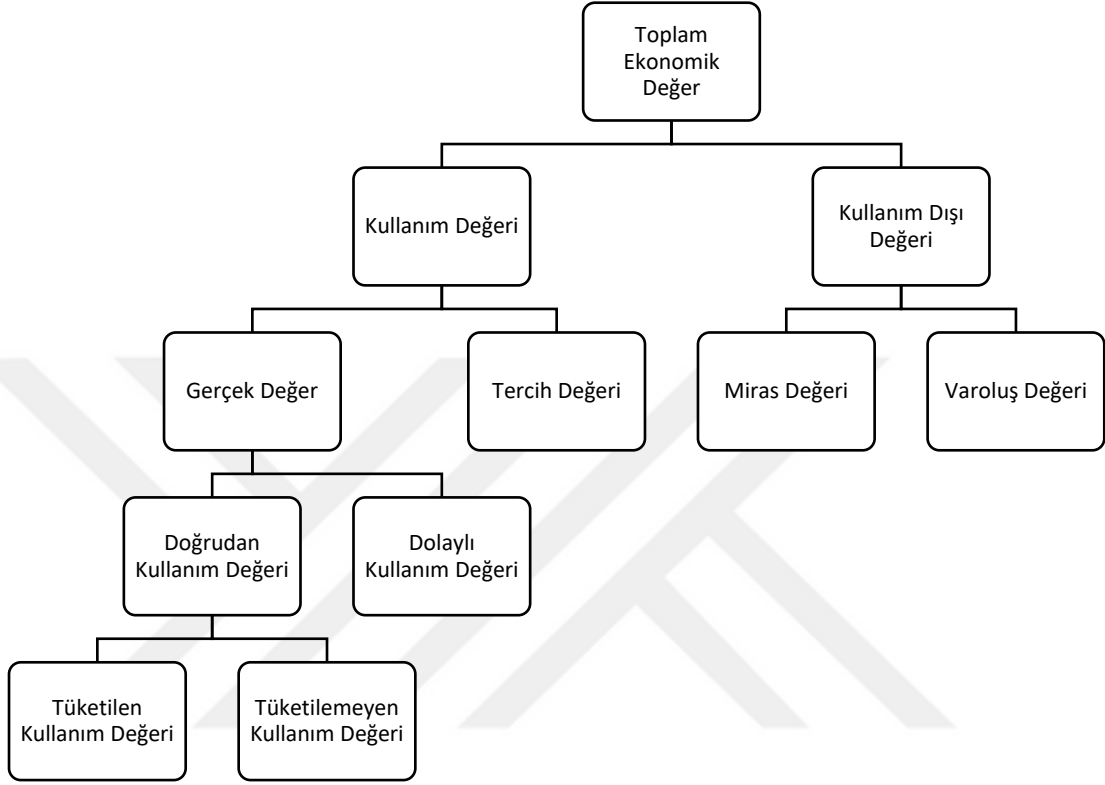 Toplam
Ekonomik
Değer
Kullanım Değeri
Kullanım Dışı
Değeri
Gerçek Değer
Tercih Değeri
Miras Değeri
Varoluş Değeri
Doğrudan
Kullanım Değeri
Dolaylı
Kullanım Değeri
Tüketilen
Kullanım Değeri
Tüketilemeyen
Kullanım Değeri